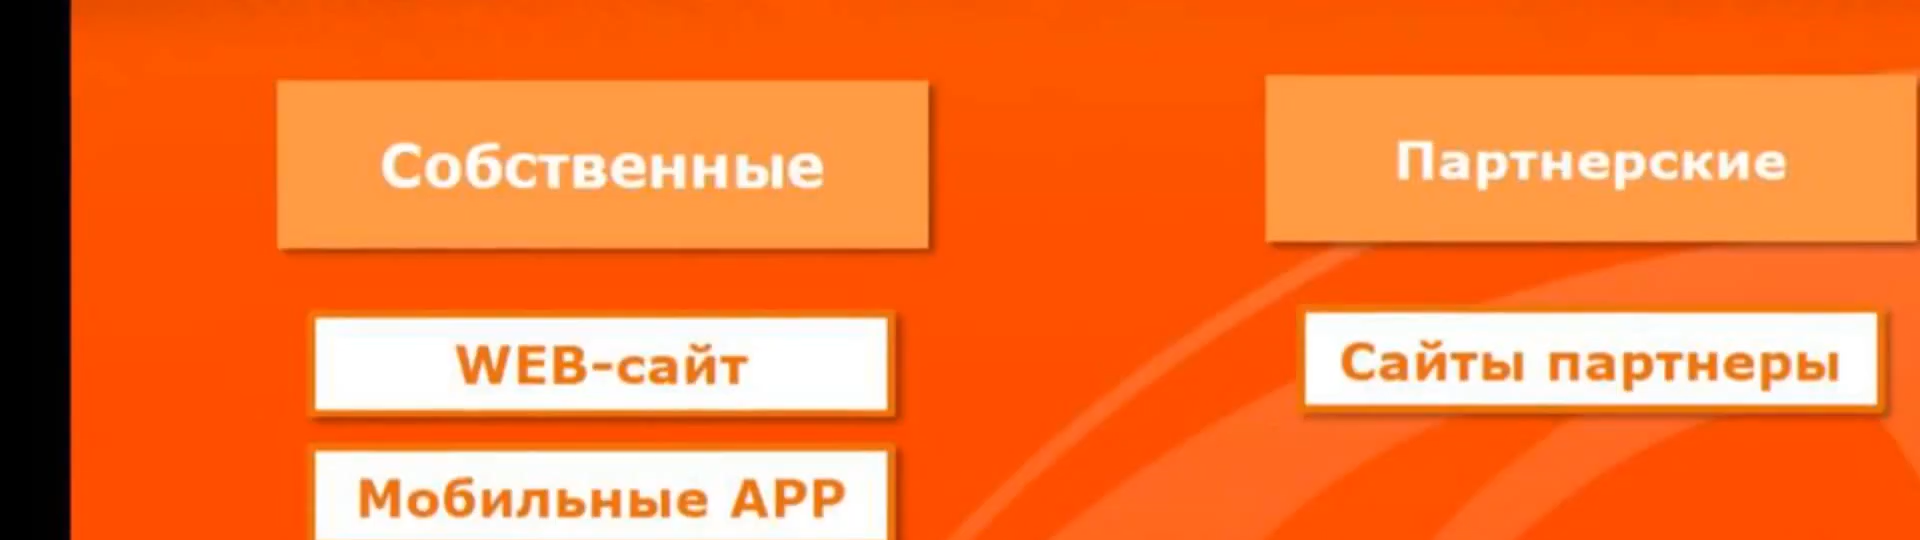 Собственные
Партнерские
WEB-сайт
Сайты партнеры
Мобильные APP